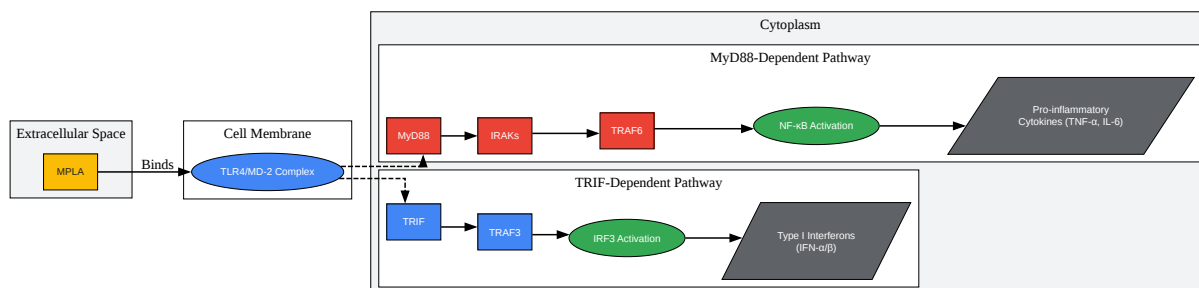 Cytoplasm
MyD88-Dependent Pathway
Extracellular Space
MPLA
Binds
Cell Membrane
TLR4/MD-2 Complex
MyD88
IRAKs
TRAF6
NF-κB Activation
Pro-inflammatory
Cytokines (TNF-α, IL-6)
TRIF-Dependent Pathway
TRIF
TRAF3
IRF3 Activation
Type I Interferons
(IFN-α/β)